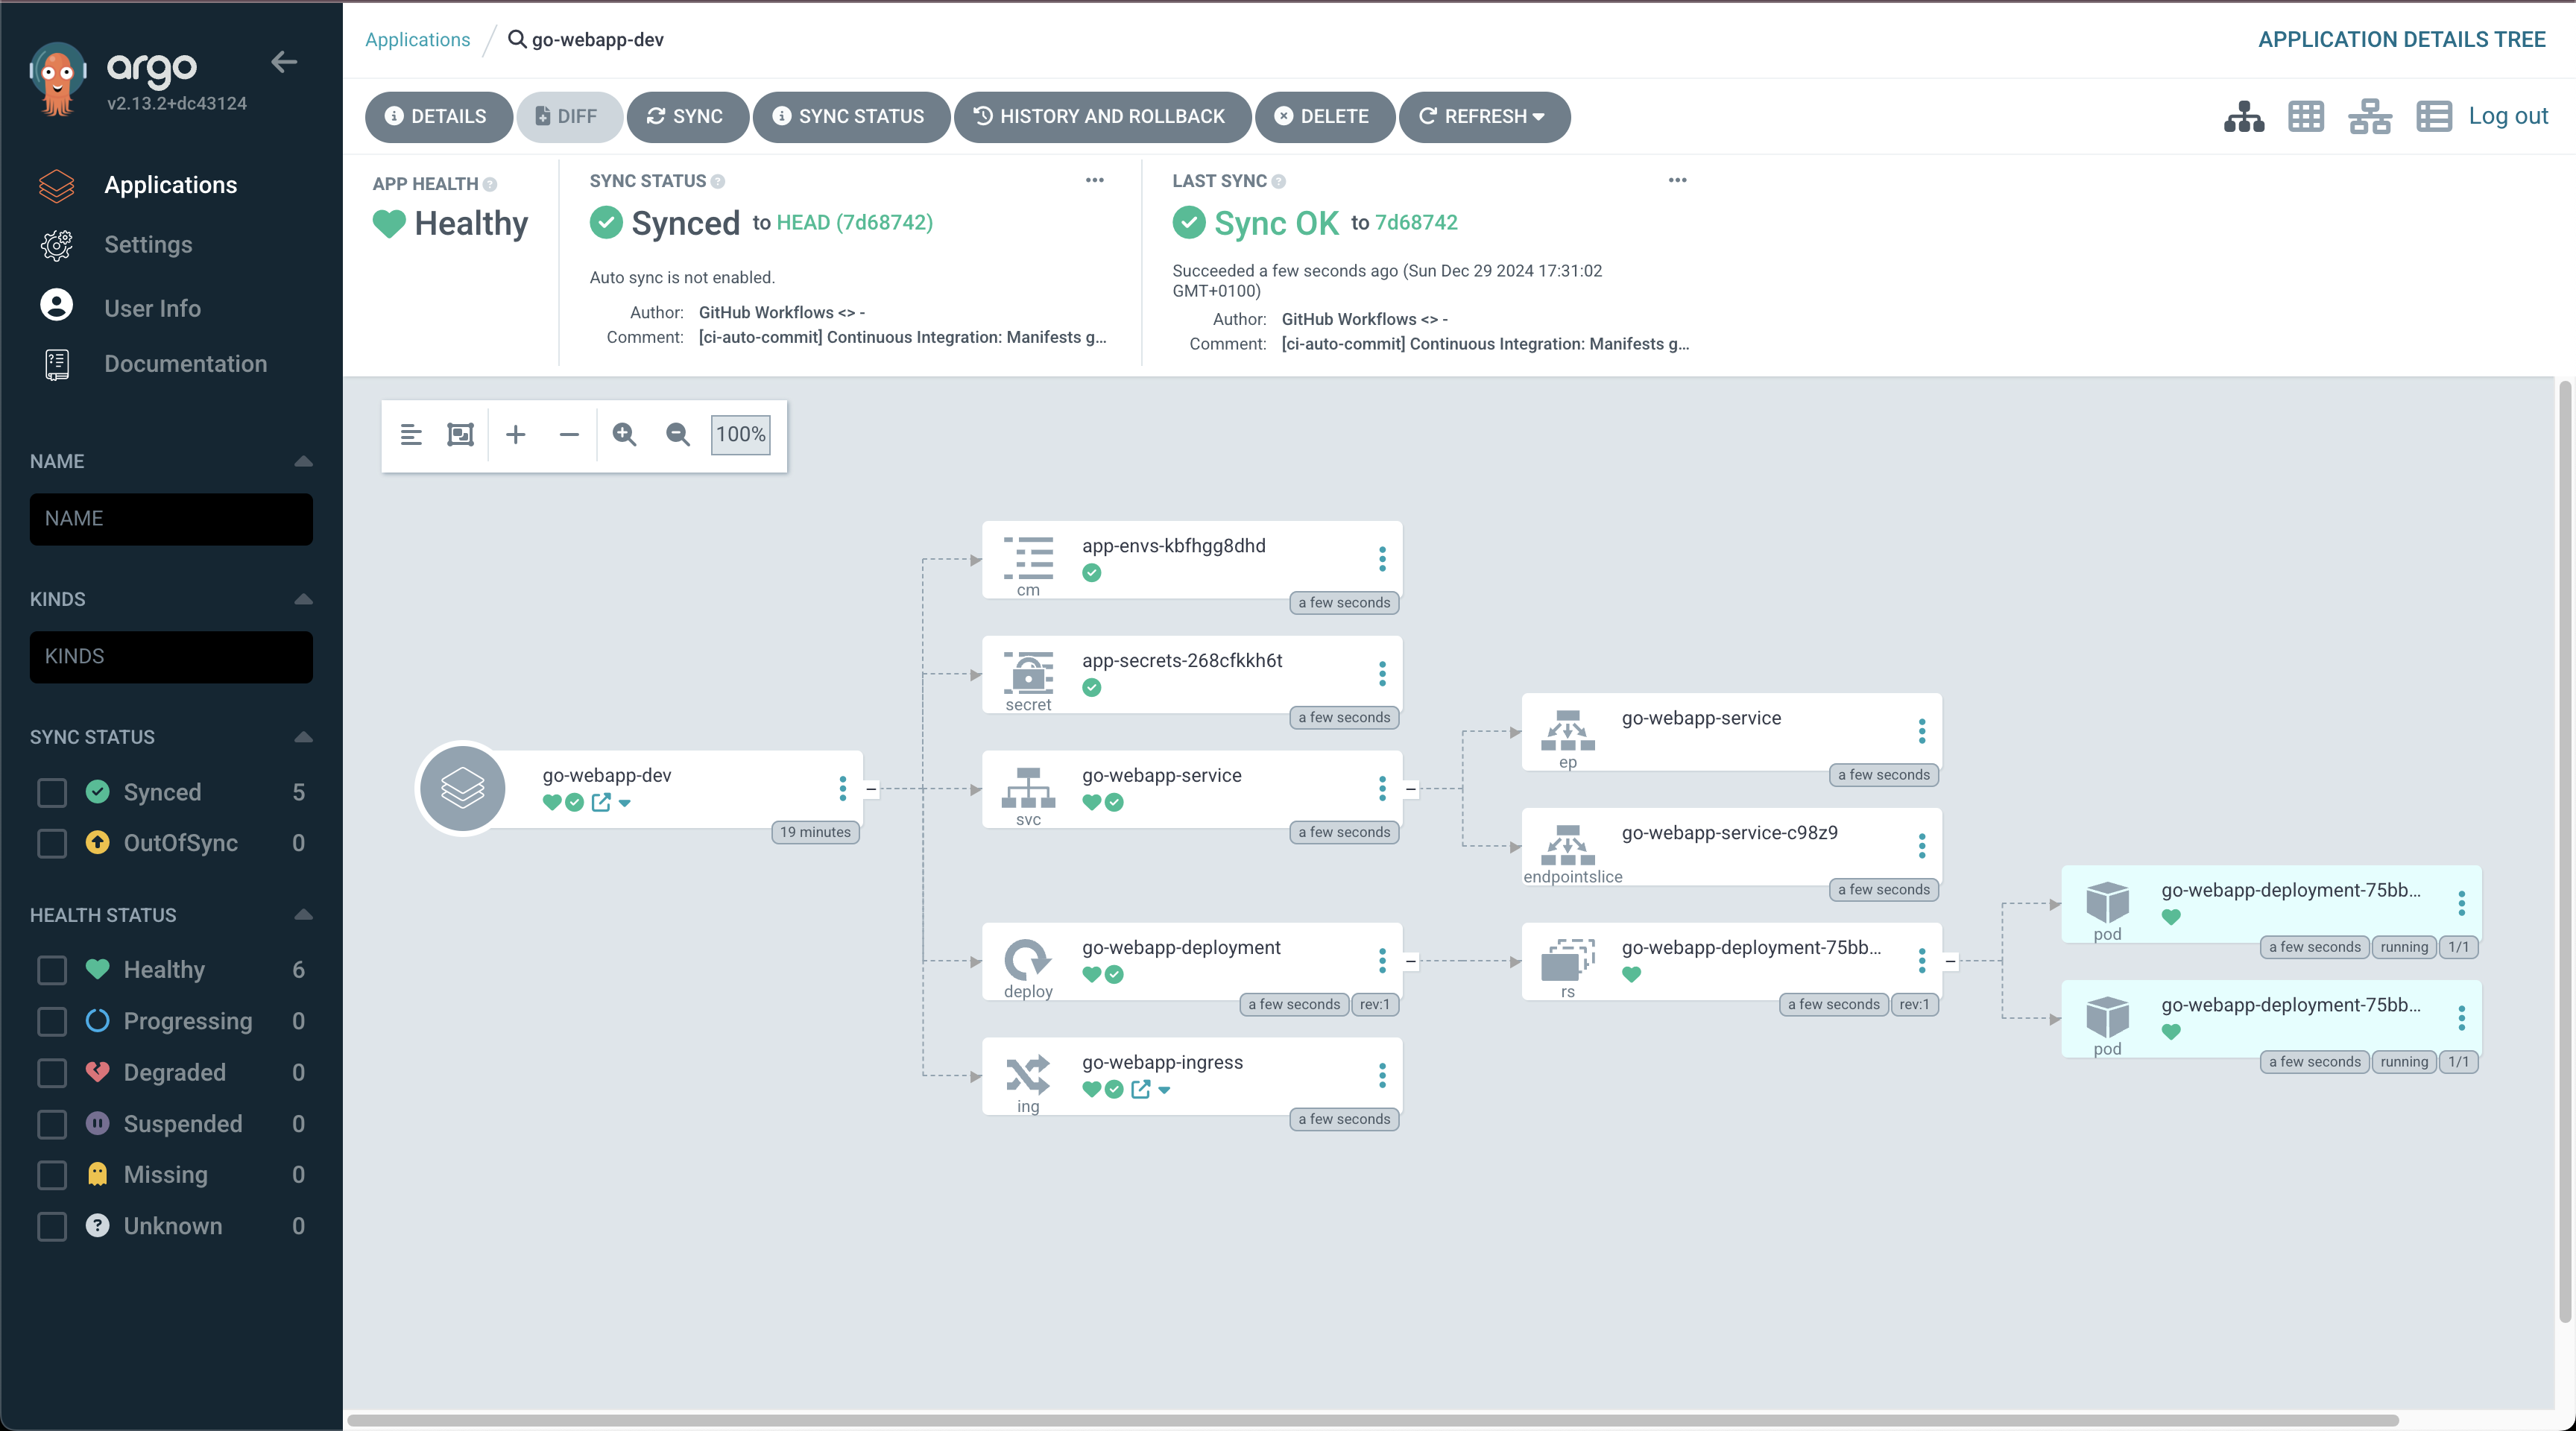 argo
v2.13.2+dc43124
Applications
Settings
User Info
Documentation
NAME
NAME
KINDS
KINDS
SYNC STATUS
Synced 5
OutOfSync 0
HEALTH STATUS
Healthy 6
Progressing 0
Degraded 0
Suspended 0
Missing 0
Unknown 0
Applications / go-webapp-dev
APPLICATION DETAILS TREE
DETAILS DIFF SYNC SYNC STATUS HISTORY AND ROLLBACK DELETE REFRESH
Log out
APP HEALTH
Healthy
SYNC STATUS
Synced to HEAD (7d68742)
Auto sync is not enabled.
Author: GitHub Workflows <> -
Comment: [ci-auto-commit] Continuous Integration: Manifests g...
LAST SYNC
Sync OK to 7d68742
Succeeded a few seconds ago (Sun Dec 29 2024 17:31:02
GMT+0100)
Author: GitHub Workflows <> -
Comment: [ci-auto-commit] Continuous Integration: Manifests g...
100%
go-webapp-dev
19 minutes
app-envs-kbfhgg8dhd
cm
a few seconds
app-secrets-268cfkkh6t
secret
a few seconds
go-webapp-service
svc
a few seconds
go-webapp-deployment
deploy
a few seconds rev:1
go-webapp-ingress
ing
a few seconds
go-webapp-service
ep
a few seconds
go-webapp-service-c98z9
endpointslice
a few seconds
go-webapp-deployment-75bb...
rs
a few seconds rev:1
go-webapp-deployment-75bb...
pod
a few seconds running 1/1
go-webapp-deployment-75bb...
pod
a few seconds running 1/1